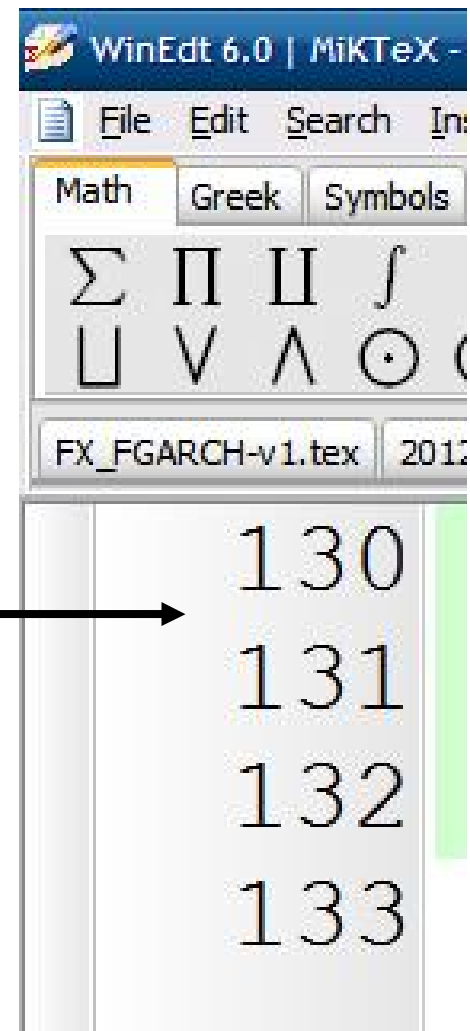 WinEdt 6.0 | MiKTeX -
File Edit Search Ins
Math Greek Symbols
∑ ∏ ∐ ∫
⨆ ⋁ ⋀ ⨀
FX_FGARCH-v1.tex 2012
130
131
132
133